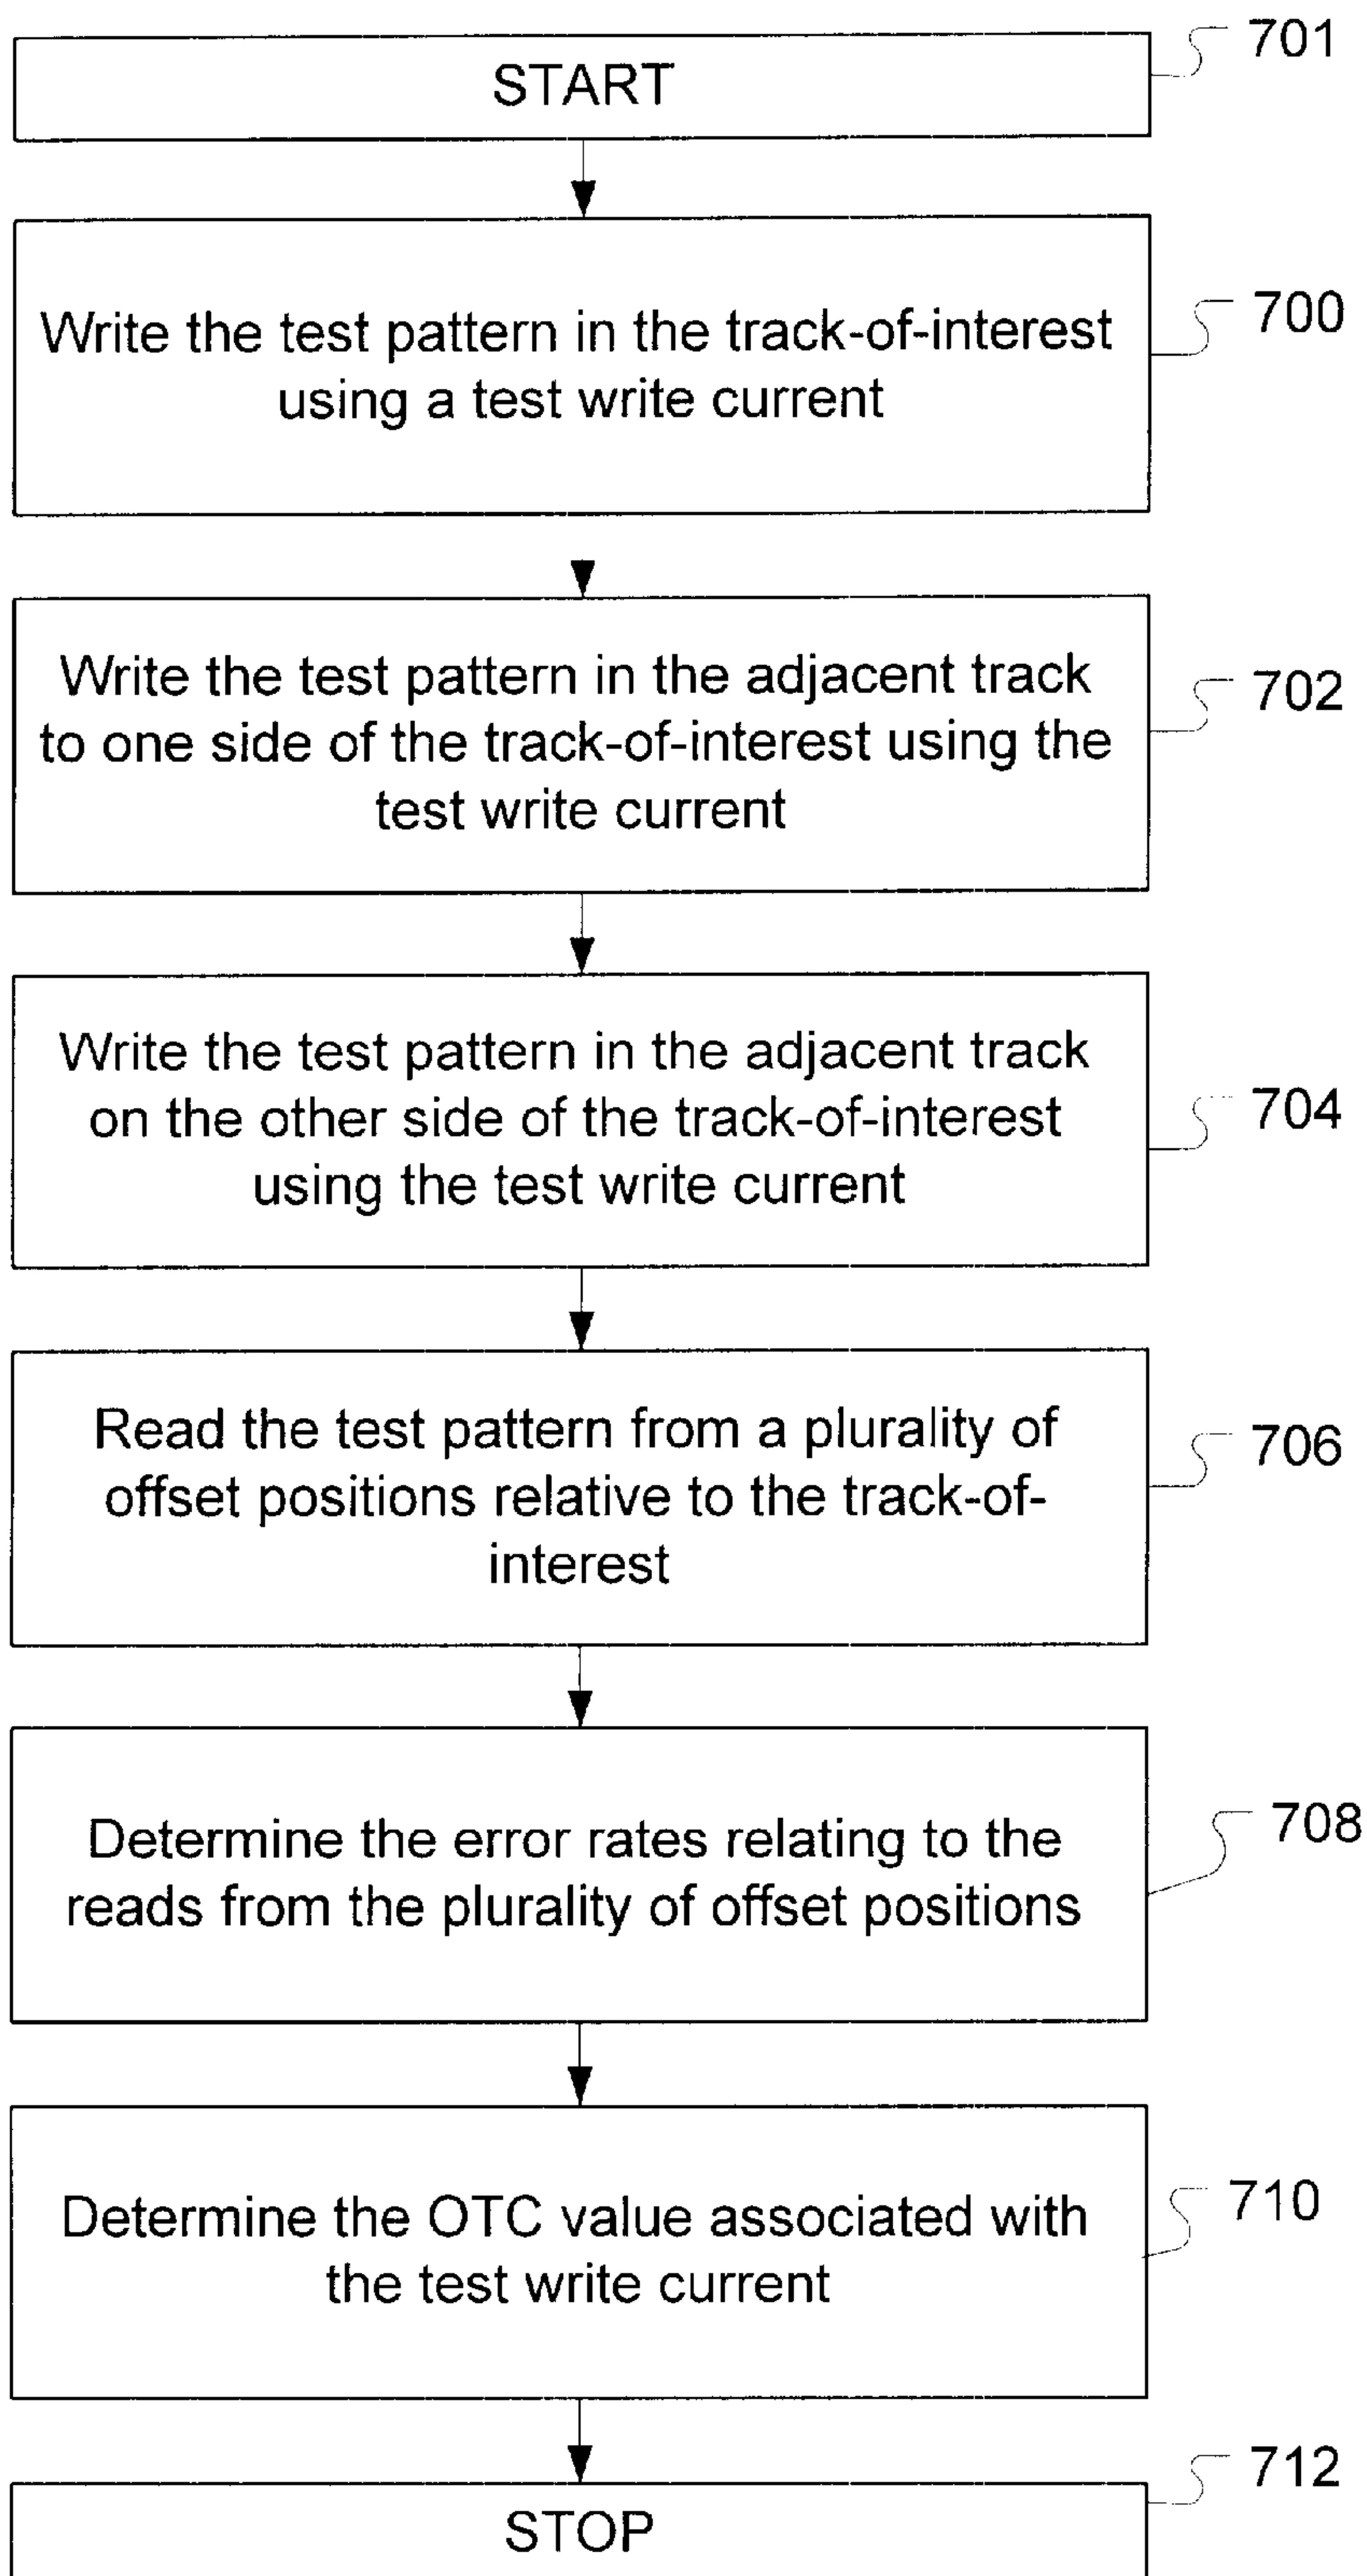 701
START
700
Write the test pattern in the track-of-interest
using a test write current
702
Write the test pattern in the adjacent track
to one side of the track-of-interest using the
test write current
Write the test pattern in the adjacent track
on the other side of the track-of-interest
using the test write current
704
Read the test pattern from a plurality of
offset positions relative to the track-of-
interest
706
Determine the error rates relating to the
reads from the plurality of offset positions
708
Determine the OTC value associated with
the test write current
710
712
STOP